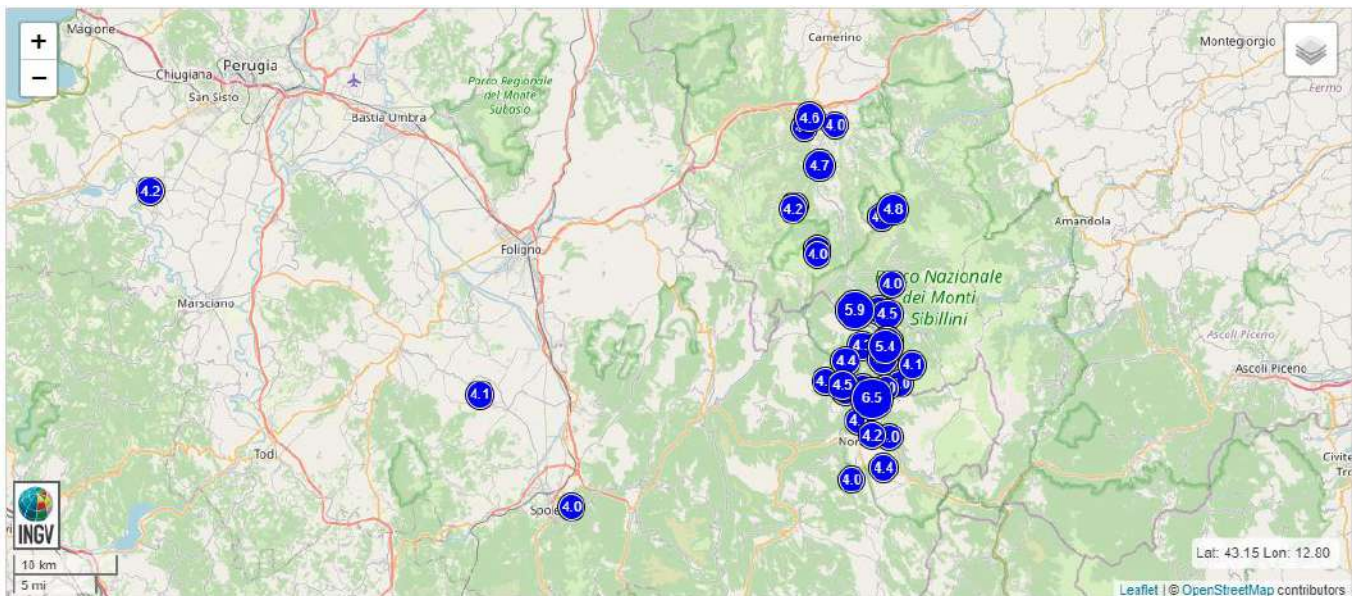 Magione
Camerino
Montegiorgio
+
−
Perugia
Chiugiana
San Sisto
Parco Regionale
del Monte
Subasio
Fermo
Bastia Umbra
4.6
4.0
4.7
4.2
4.2
4.8
Amandola
Foligno
4.0
Parco Nazionale
dei Monti
Sibillini
4.0
Marsciano
5.9
4.5
Ascoli Piceno
5.4
4.4
4.1
Ascoli Piceno
4.5
4.1
6.5
4.2
Todi
4.4
4.0
4.0
INGV
Lat: 43.15 Lon: 12.80
5 mi
Leaflet | © OpenStreetMap contributors